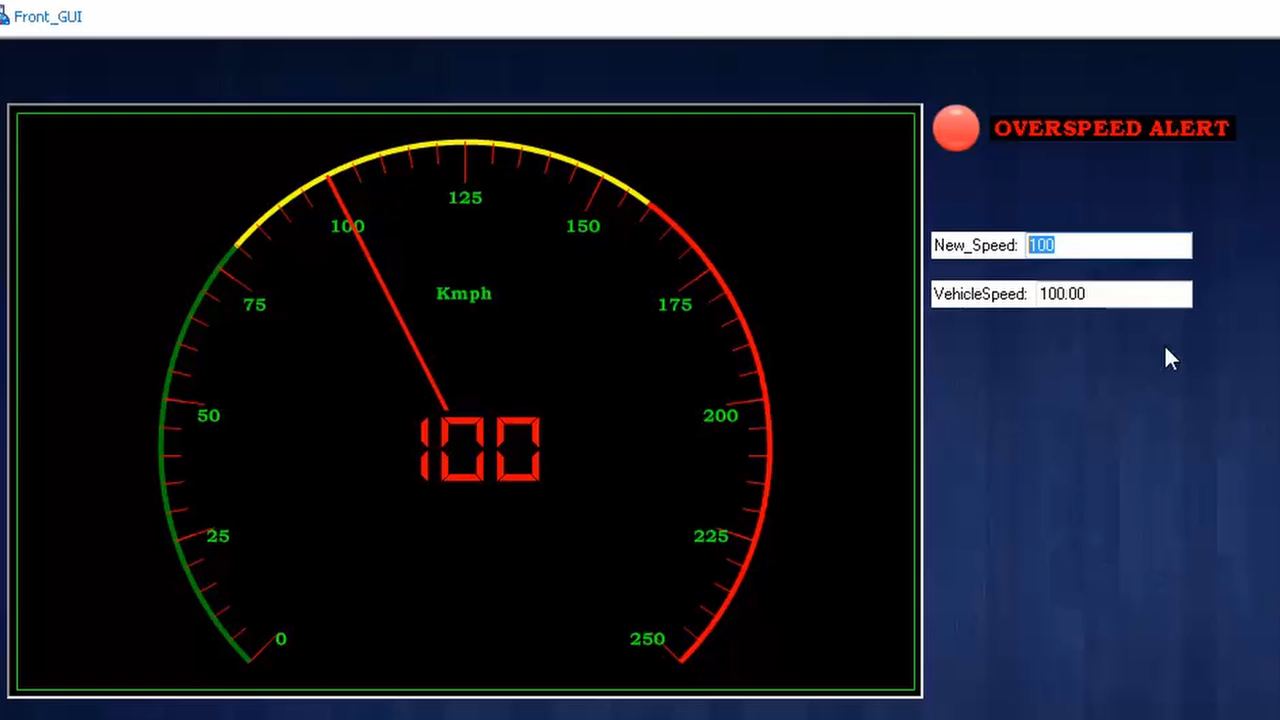 Front_GUI
OVERSPEED ALERT
125
100
150
New_Speed: 100
Kmph
75
175
VehicleSpeed: 100.00
50
200
100
25
225
0
250